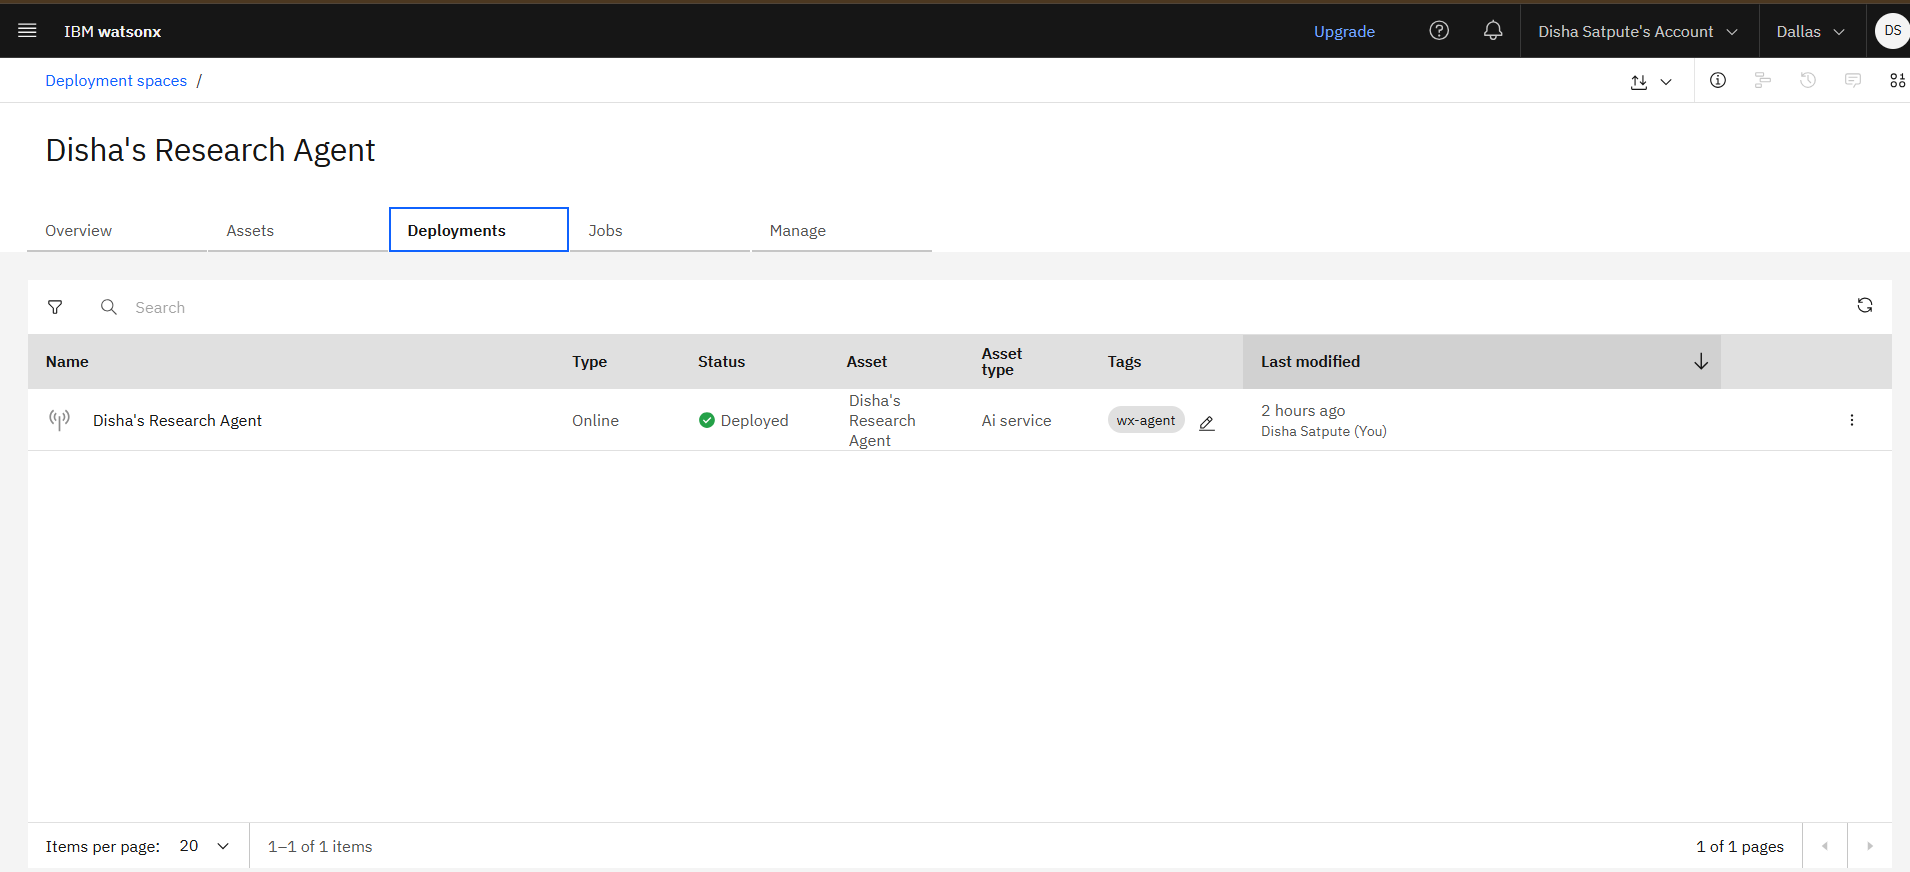 IBM watsonx
Upgrade
Disha Satpute's Account
Dallas
DS
Deployment spaces /
Disha's Research Agent
Overview
Assets
Deployments
Jobs
Manage
Search
Name
Type
Status
Asset
Asset
type
Tags
Last modified
Disha's Research Agent
Online
Deployed
Disha's
Research
Agent
Ai service
wx-agent
2 hours ago
Disha Satpute (You)
Items per page: 20
1–1 of 1 items
1 of 1 pages